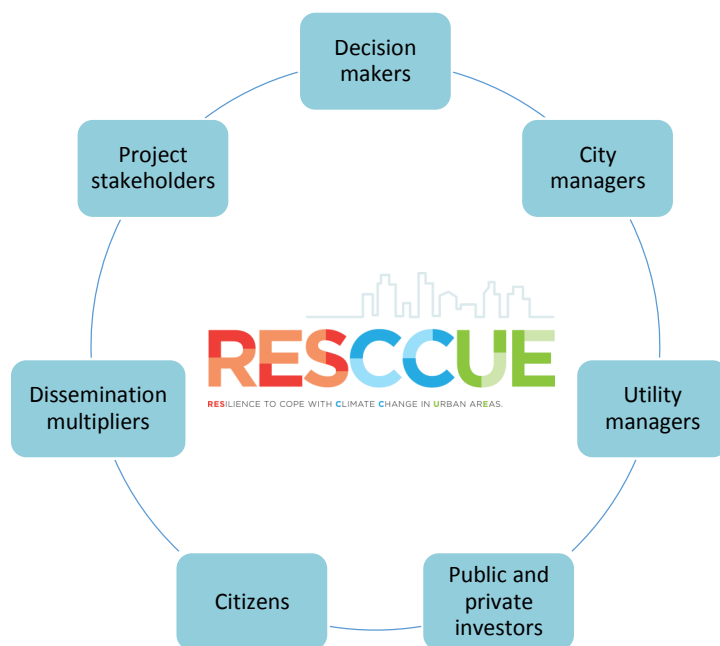 Decision
makers
Project
stakeholders
City
managers
RESCCUE
RESILIENCE TO COPE WITH CLIMATE CHANGE IN URBAN AREAS.
Dissemination
multipliers
Utility
managers
Citizens
Public and
private
investors